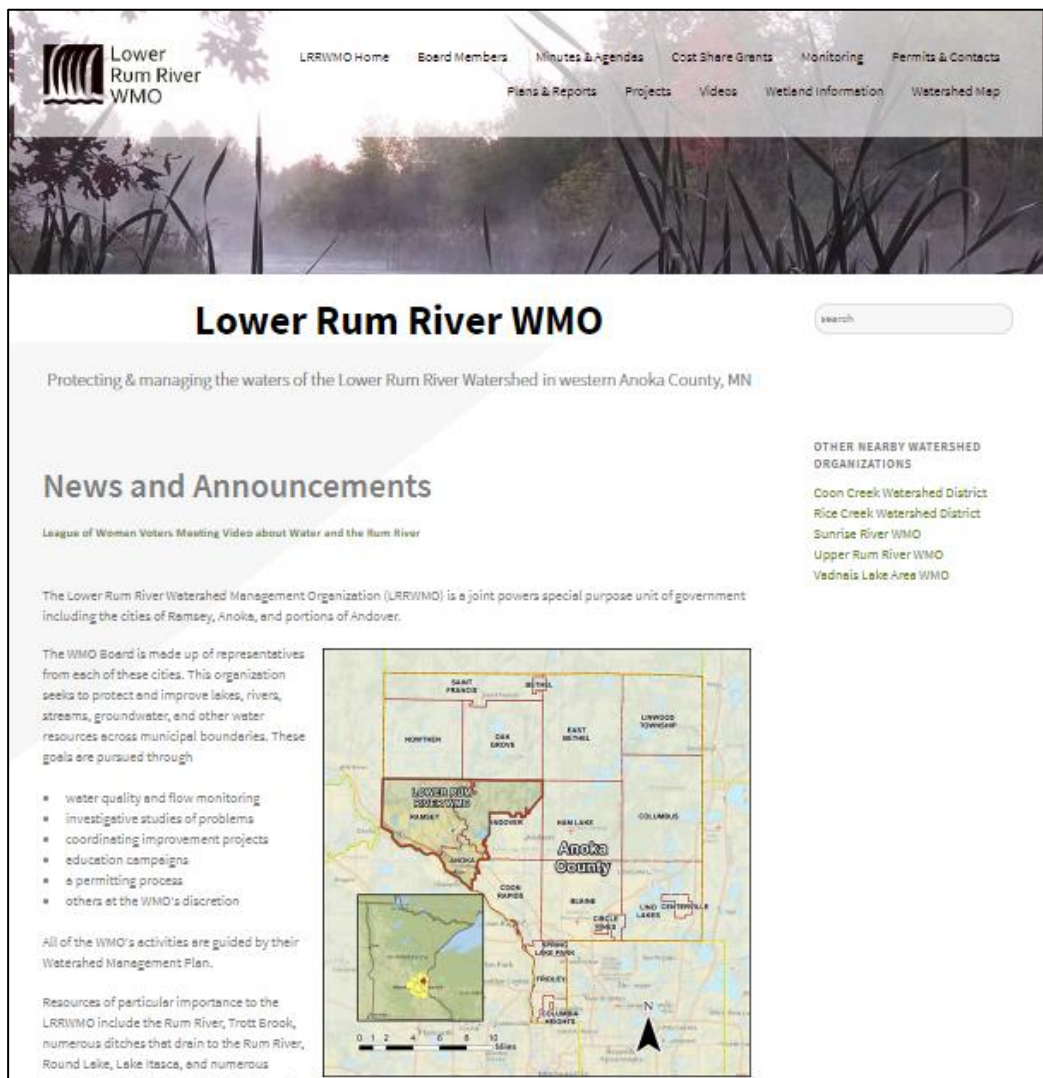 Lower
Rum River
WMO
LRRWMO Home Board Members Minutes & Agendas Cost Share Grants Monitoring Permits & Contacts
Plans & Reports Projects Videos Wetland Information Watershed Map
Lower Rum River WMO
search
Protecting & managing the waters of the Lower Rum River Watershed in western Anoka County, MN
OTHER NEARBY WATERSHED
ORGANIZATIONS
Coon Creek Watershed District
Rice Creek Watershed District
Sunrise River WMO
Upper Rum River WMO
Vadnais Lake Area WMO
News and Announcements
League of Women Voters Meeting Video about Water and the Rum River
The Lower Rum River Watershed Management Organization (LRRWMO) is a joint powers special purpose unit of government
including the cities of Ramsey, Anoka, and portions of Andover.
The WMO Board is made up of representatives
from each of these cities. This organization
seeks to protect and improve lakes, rivers,
streams, groundwater, and other water
resources across municipal boundaries. These
goals are pursued through
water quality and flow monitoring
investigative studies of problems
coordinating improvement projects
education campaigns
a permitting process
others at the WMO's discretion
All of the WMO's activities are guided by their
Watershed Management Plan.
Resources of particular importance to the
LRRWMO include the Rum River, Trott Brook,
numerous ditches that drain to the Rum River,
Round Lake, Lake Itasca, and numerous
SAINT
FRANCIS
BETHEL
LINWOOD
TOWNSHIP
NOWTHEN
OAK
GROVE
EAST
BETHEL
LOWER RUM
RIVER WMO
RAMSEY
ANDOVER
HAM LAKE
COLUMBUS
Anoka
County
ANOKA
COON
RAPIDS
BLAINE
LINO
LAKES
CENTERVILLE
CIRCLE
PINES
SPRING
LAKE PARK
FRIDLEY
COLUMBIA
HEIGHTS
N
0 1 2 4 6 8 10
Miles